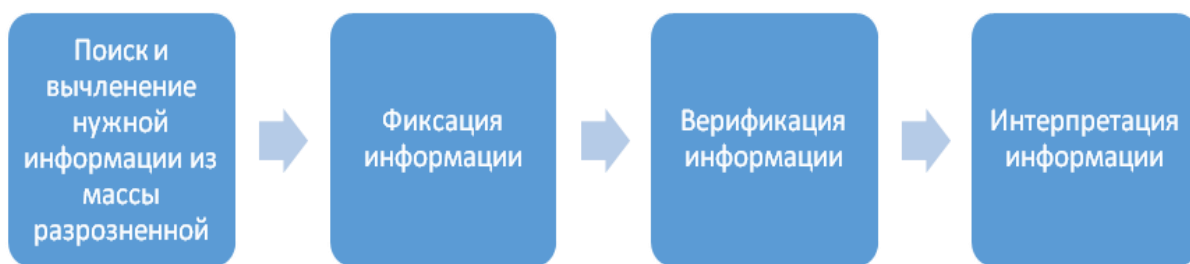 Поиск и
вычленение
нужной
информации из
массы
разрозненной
Фиксация
информации
Верификация
информации
Интерпретация
информации